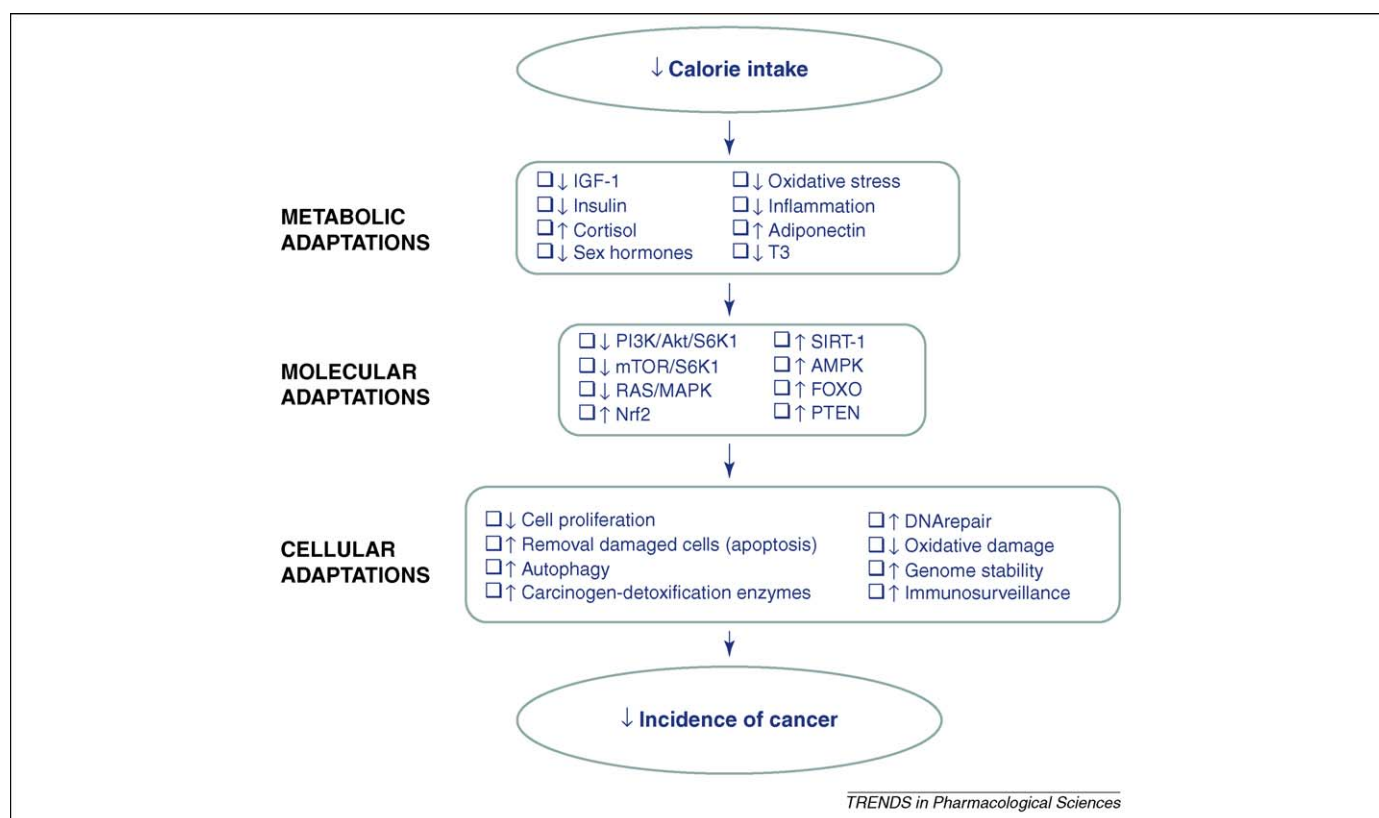 ↓ Calorie intake
METABOLIC
ADAPTATIONS
❑↓ IGF-1
❑↓ Insulin
❑↑ Cortisol
❑↓ Sex hormones
❑↓ Oxidative stress
❑↓ Inflammation
❑↑ Adiponectin
❑↓ T3
MOLECULAR
ADAPTATIONS
❑↓ PI3K/Akt/S6K1
❑↓ mTOR/S6K1
❑↓ RAS/MAPK
❑↑ Nrf2
❑↑ SIRT-1
❑↑ AMPK
❑↑ FOXO
❑↑ PTEN
CELLULAR
ADAPTATIONS
❑↓ Cell proliferation
❑↑ Removal damaged cells (apoptosis)
❑↑ Autophagy
❑↑ Carcinogen-detoxification enzymes
❑↑ DNArepair
❑↓ Oxidative damage
❑↑ Genome stability
❑↑ Immunosurveillance
↓ Incidence of cancer
TRENDS in Pharmacological Sciences